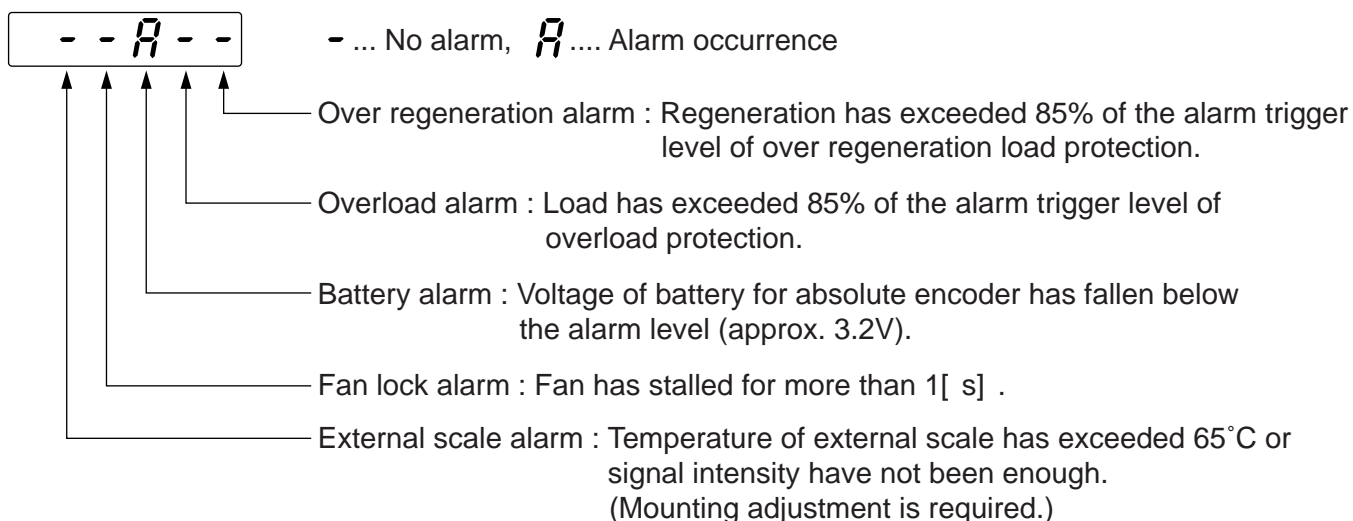 - - A - - - ... No alarm, A .... Alarm occurrence
Over regeneration alarm : Regeneration has exceeded 85% of the alarm trigger
level of over regeneration load protection.
Overload alarm : Load has exceeded 85% of the alarm trigger level of
overload protection.
Battery alarm : Voltage of battery for absolute encoder has fallen below
the alarm level (approx. 3.2V).
Fan lock alarm : Fan has stalled for more than 1[ s] .
External scale alarm : Temperature of external scale has exceeded 65˚C or
signal intensity have not been enough.
(Mounting adjustment is required.)